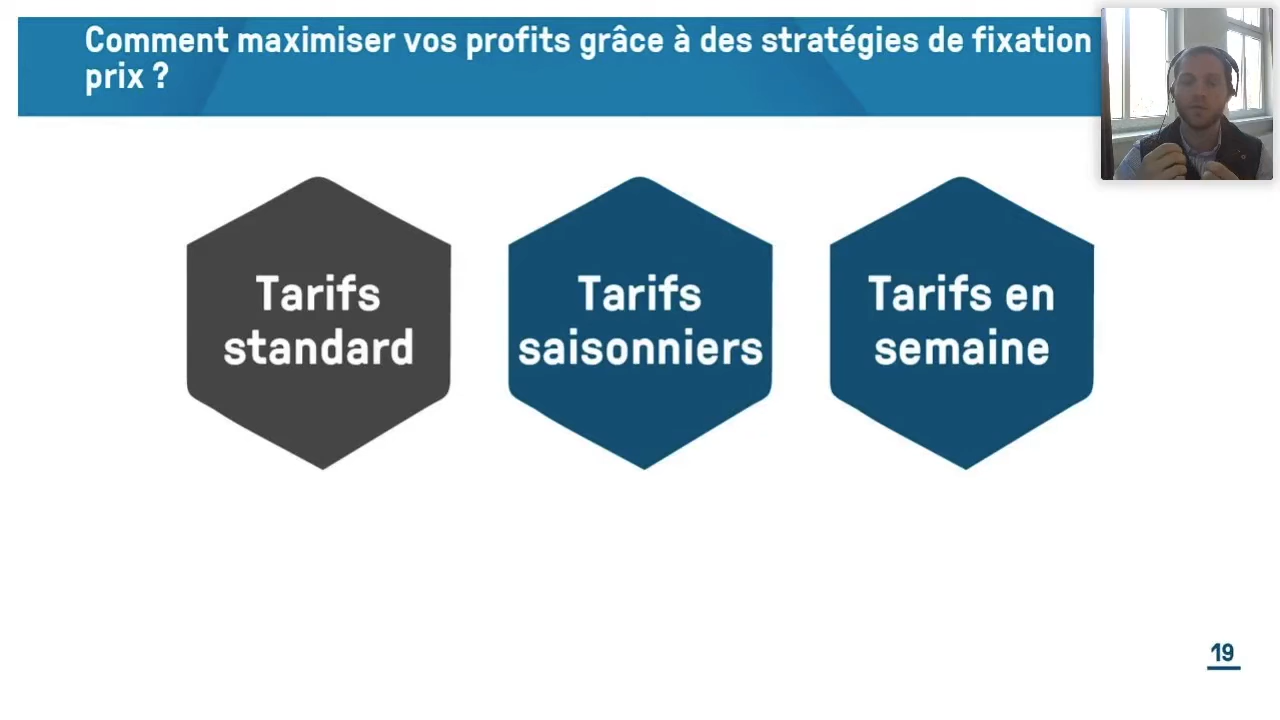 Comment maximiser vos profits grâce à des stratégies de fixation
prix ?
Tarifs
standard
Tarifs
saisonniers
Tarifs en
semaine
19